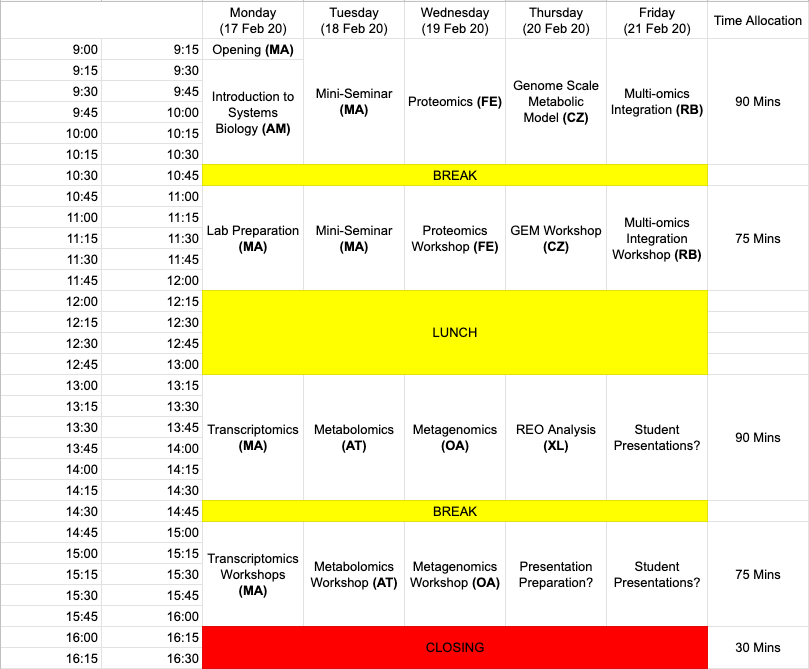 Monday Tuesday Wednesday Thursday Friday Time Allocation
(17 Feb 20) (18 Feb 20) (19 Feb 20) (20 Feb 20) (21 Feb 20)
9:00 9:15 Opening (MA)
9:15 9:30
9:30 9:45
9:45 10:00
10:00 10:15
10:15 10:30
Introduction to
Systems
Biology (AM)
Mini-Seminar
(MA)
Proteomics (FE)
Genome Scale
Metabolic
Model (CZ)
Multi-omics
Integration (RB)
90 Mins
10:30 10:45 BREAK
10:45 11:00
11:00 11:15
11:15 11:30
11:30 11:45
11:45 12:00
Lab Preparation
(MA)
Mini-Seminar
(MA)
Proteomics
Workshop (FE)
GEM Workshop
(CZ)
Multi-omics
Integration
Workshop (RB)
75 Mins
12:00 12:15
12:15 12:30
12:30 12:45
12:45 13:00
LUNCH
13:00 13:15
13:15 13:30
13:30 13:45
13:45 14:00
14:00 14:15
14:15 14:30
Transcriptomics
(MA)
Metabolomics
(AT)
Metagenomics
(OA)
REO Analysis
(XL)
Student
Presentations?
90 Mins
14:30 14:45 BREAK
14:45 15:00
15:00 15:15
15:15 15:30
15:30 15:45
15:45 16:00
Transcriptomics
Workshops
(MA)
Metabolomics
Workshop (AT)
Metagenomics
Workshop (OA)
Presentation
Preparation?
Student
Presentations?
75 Mins
16:00 16:15
16:15 16:30
CLOSING
30 Mins